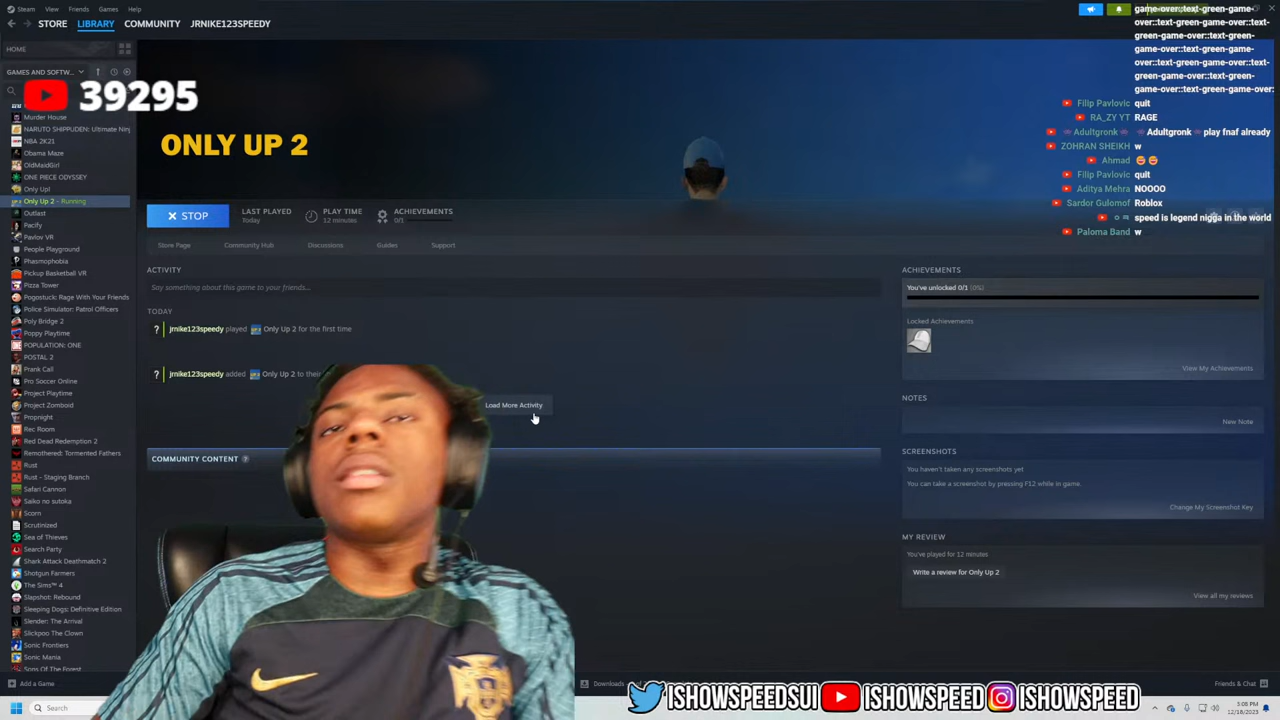 Steam View Friends Games Help
STORE LIBRARY COMMUNITY JRNIKE123SPEEDY
HOME
GAMES AND SOFTW...
39295
Murder House
NARUTO SHIPPUDEN: Ultimate Ninj
NBA 2K21
Obama Maze
OldMaidGirl
ONE PIECE ODYSSEY
Only Up!
Only Up 2 - Running
Outlast
Pacify
Pavlov VR
People Playground
Phasmophobia
Pickup Basketball VR
Pizza Tower
Pogostuck: Rage With Your Friends
Police Simulator: Patrol Officers
Poly Bridge 2
Poppy Playtime
POPULATION: ONE
POSTAL 2
Prank Call
Pro Soccer Online
Project Playtime
Project Zomboid
Propnight
Rec Room
Red Dead Redemption 2
Remothered: Tormented Fathers
Rust
Rust - Staging Branch
Safari Cannon
Saiko no sutoka
Scorn
Scrutinized
Sea of Thieves
Search Party
Shark Attack Deathmatch 2
Shotgun Farmers
The Sims™ 4
Slapshot: Rebound
Sleeping Dogs: Definitive Edition
Slender: The Arrival
Slickpoo The Clown
Sonic Frontiers
Sonic Mania
Sons Of The Forest
Add a Game
ONLY UP 2
STOP
LAST PLAYED
Today
PLAY TIME
12 minutes
ACHIEVEMENTS
0/1
Store Page Community Hub Discussions Guides Support
ACTIVITY
Say something about this game to your friends...
TODAY
jrnike123speedy played Only Up 2 for the first time
jrnike123speedy added Only Up 2 to their
Load More Activity
COMMUNITY CONTENT
game-over::text-green-
game-over::text-green-
game-over::text-green-
game-over::text-green-
game-over::text-green-
game-over::text-green-game-over:
Filip Pavlovic quit
RA_ZY YT RAGE
Adultgronk Adultgronk play fnaf already
ZOHRAN SHEIKH w
Ahmad
Filip Pavlovic quit
Aditya Mehra NOOOO
Sardor Gulomof Roblox
speed is legend nigga in the world
Paloma Band w
ACHIEVEMENTS
You've unlocked 0/1 (0%)
Locked Achievements
View My Achievements
NOTES
New Note
SCREENSHOTS
You haven't taken any screenshots yet
You can take a screenshot by pressing F12 while in game.
Change My Screenshot Key
MY REVIEW
You've played for 12 minutes
Write a review for Only Up 2
View all my reviews
Downloads
Friends & Chat
ISHOWSPEEDSUI ISHOWSPEED ISHOWSPEED
Search
3:08 PM
12/18/2023